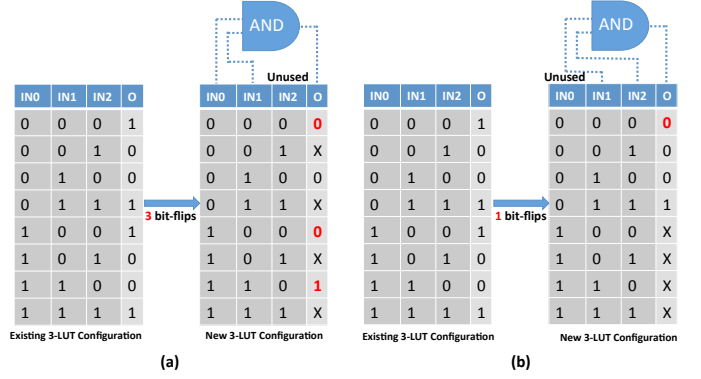 AND
Unused
IN0 IN1 IN2 O
0 0 0 1
0 0 1 0
0 1 0 0
0 1 1 1
1 0 0 1
1 0 1 0
1 1 0 0
1 1 1 1
Existing 3-LUT Configuration
3 bit-flips
IN0 IN1 IN2 O
0 0 0 0
0 0 1 X
0 1 0 0
0 1 1 X
1 0 0 0
1 0 1 X
1 1 0 1
1 1 1 X
New 3-LUT Configuration
(a)
AND
Unused
IN0 IN1 IN2 O
0 0 0 1
0 0 1 0
0 1 0 0
0 1 1 1
1 0 0 1
1 0 1 0
1 1 0 0
1 1 1 1
Existing 3-LUT Configuration
1 bit-flips
IN0 IN1 IN2 O
0 0 0 0
0 0 1 0
0 1 0 0
0 1 1 1
1 0 0 X
1 0 1 X
1 1 0 X
1 1 1 X
New 3-LUT Configuration
(b)